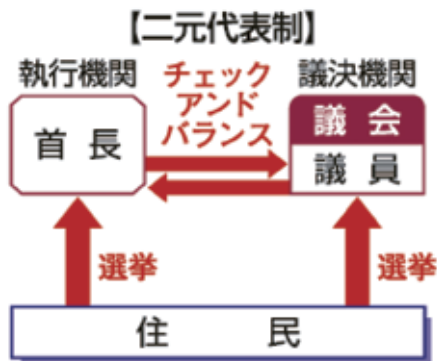 【二元代表制】
執行機関
チェック
アンド
バランス
議決機関
首長
議会
議員
選挙
選挙
住民